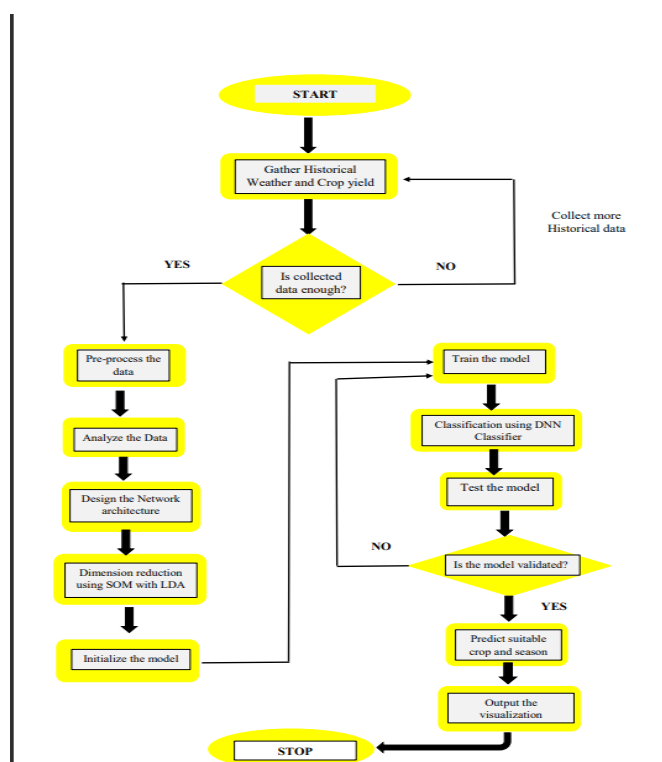 START
Gather Historical
Weather and Crop yield
Collect more
Historical data
YES
NO
Is collected
data enough?
Pre-process the
data
Analyze the Data
Design the Network
architecture
Dimension reduction
using SOM with LDA
Initialize the model
Train the model
Classification using DNN
Classifier
Test the model
NO
Is the model validated?
YES
Predict suitable
crop and season
Output the
visualization
STOP